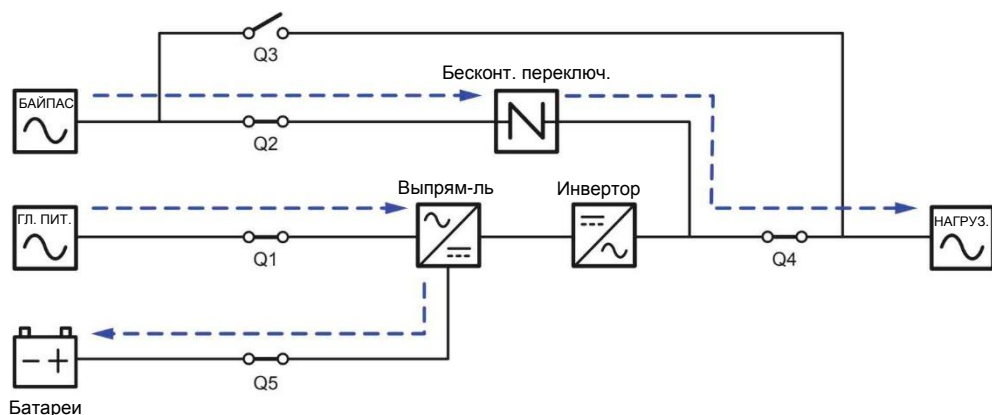 Q3
Бесконт. переключ.
БАЙПАС
Q2
Выпрям-ль
Инвертор
ГЛ. ПИТ.
НАГРУЗ.
Q1
Q4
Q5
Батареи